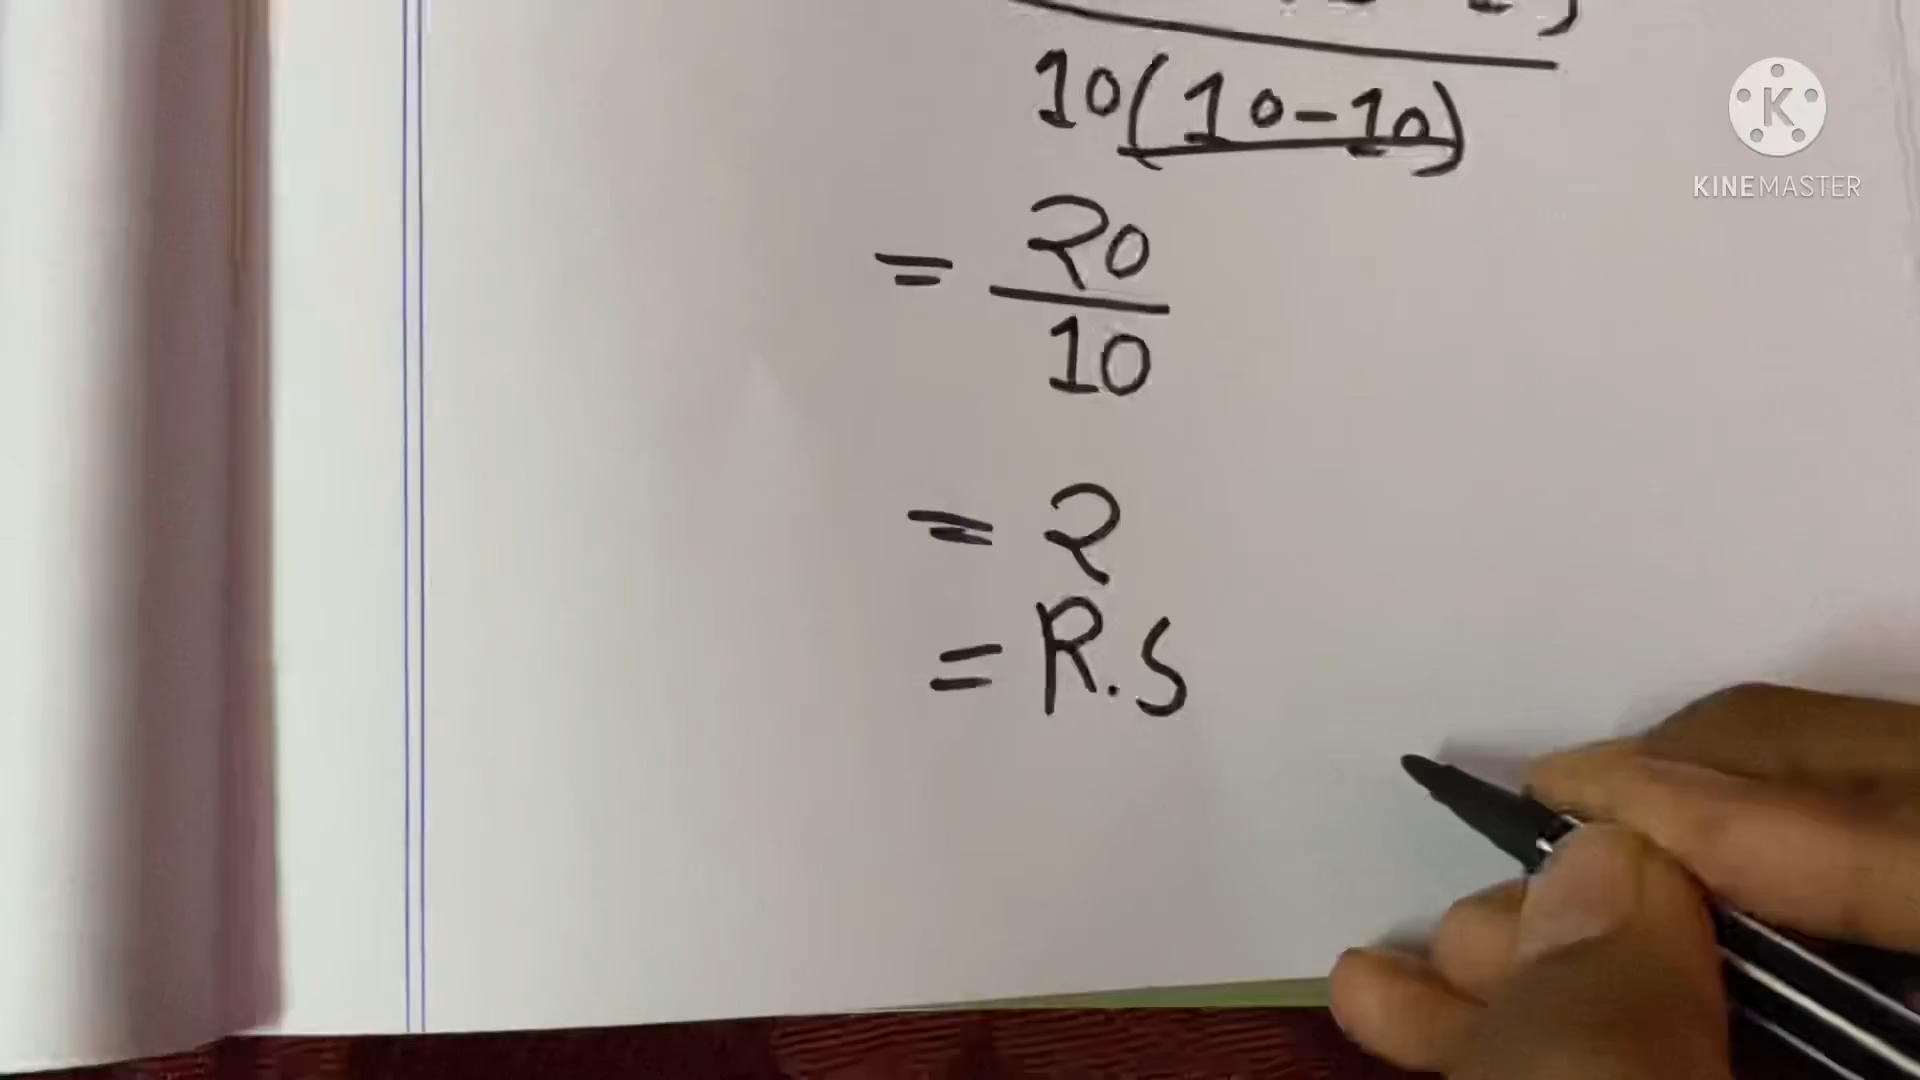 10(10-10)
= 20
10
= 2
= R.S
K
KINEMASTER